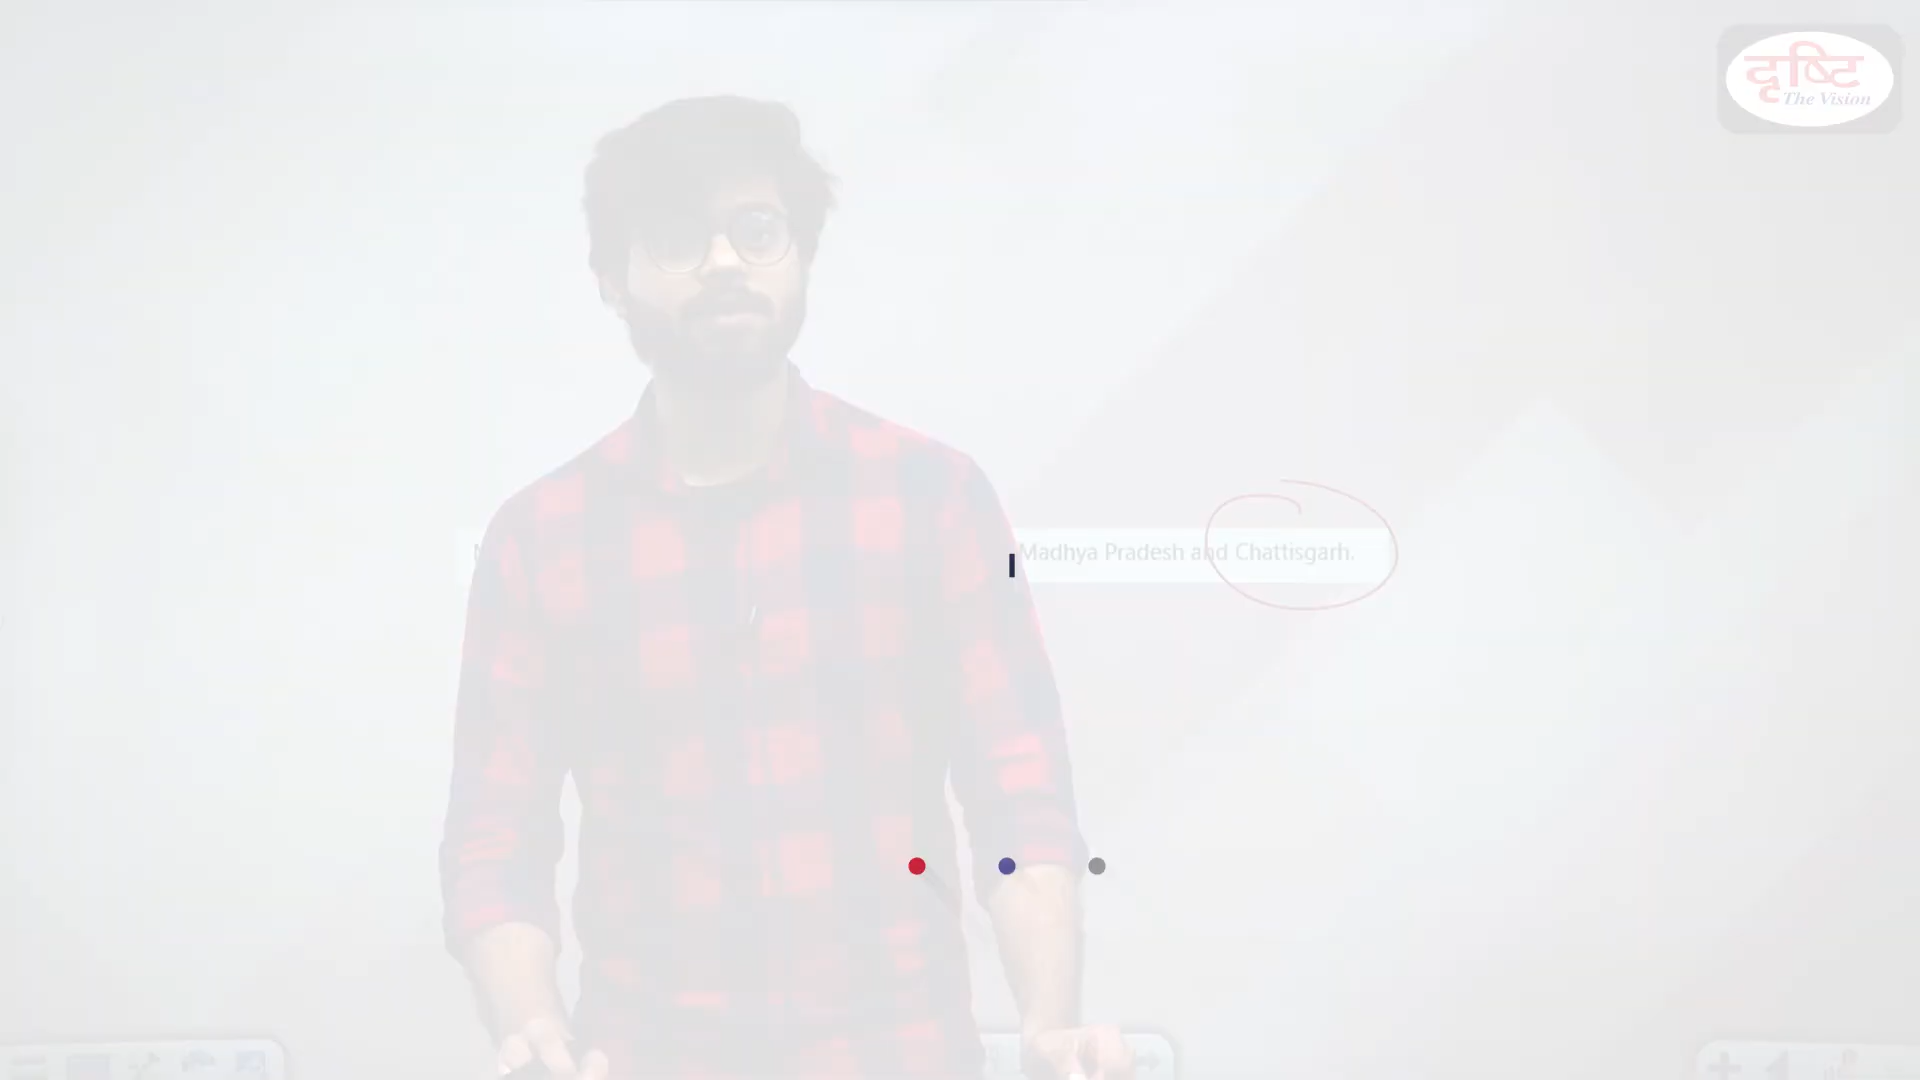 दृष्टि
The Vision
Madhya Pradesh and Chattisgarh.